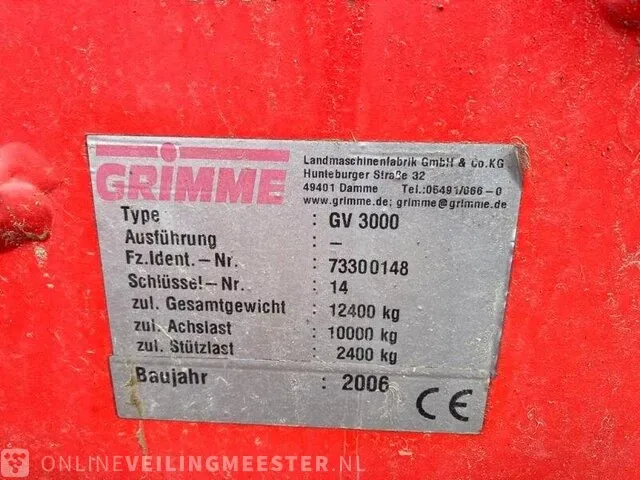 GRIMME
Landmaschinenfabrik GmbH & Co.KG
Hunteburger Straße 32
49401 Damme Tel.:05491/666-0
www.grimme.de; grimme@grimme.de
Type : GV 3000
Ausführung : –
Fz.Ident.–Nr. : 73300148
Schlüssel–Nr. : 14
zul. Gesamtgewicht : 12400 kg
zul. Achslast : 10000 kg
zul. Stützlast : 2400 kg
Baujahr : 2006 CE
ONLINEVEILINGMEESTER.NL